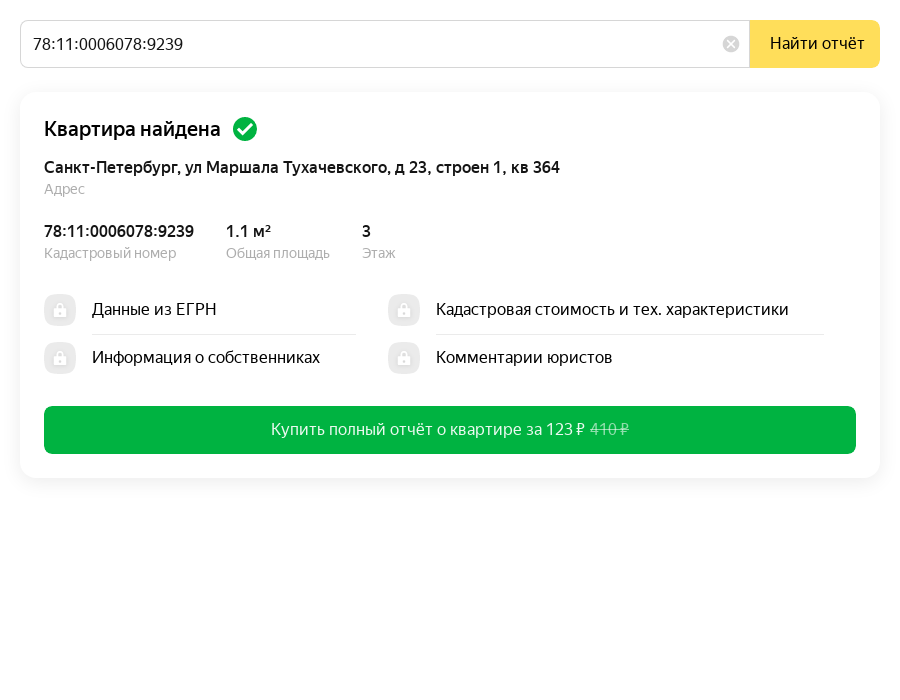 78:11:0006078:9239
Найти отчёт
Квартира найдена
Санкт-Петербург, ул Маршала Тухачевского, д 23, строен 1, кв 364
Адрес
78:11:0006078:9239 1.1 м² 3
Кадастровый номер Общая площадь Этаж
Данные из ЕГРН Кадастровая стоимость и тех. характеристики
Информация о собственниках Комментарии юристов
Купить полный отчёт о квартире за 123 ₽ 410 ₽